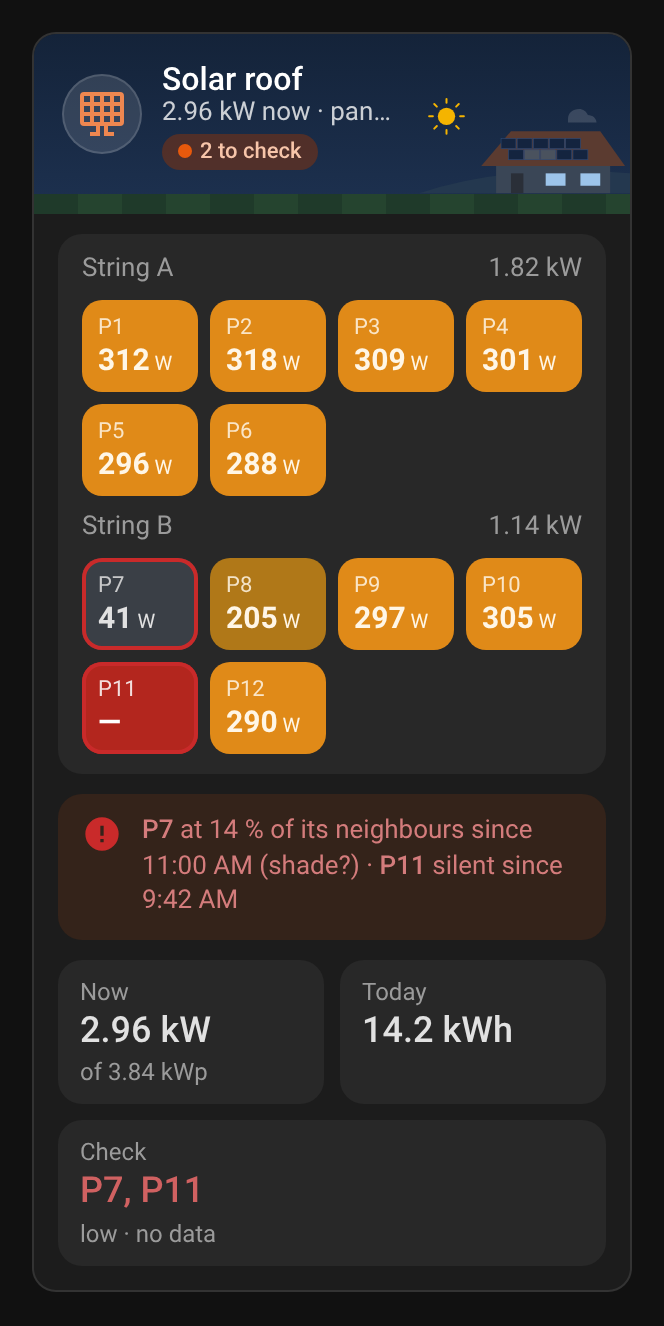 Solar roof
2.96 kW now · pan…
2 to check
String A 1.82 kW
P1 P2 P3 P4
312 W 318 W 309 W 301 W
P5 P6
296 W 288 W
String B 1.14 kW
P7 P8 P9 P10
41 W 205 W 297 W 305 W
P11 P12
– 290 W
P7 at 14 % of its neighbours since
11:00 AM (shade?) · P11 silent since
9:42 AM
Now Today
2.96 kW 14.2 kWh
of 3.84 kWp
Check
P7, P11
low · no data